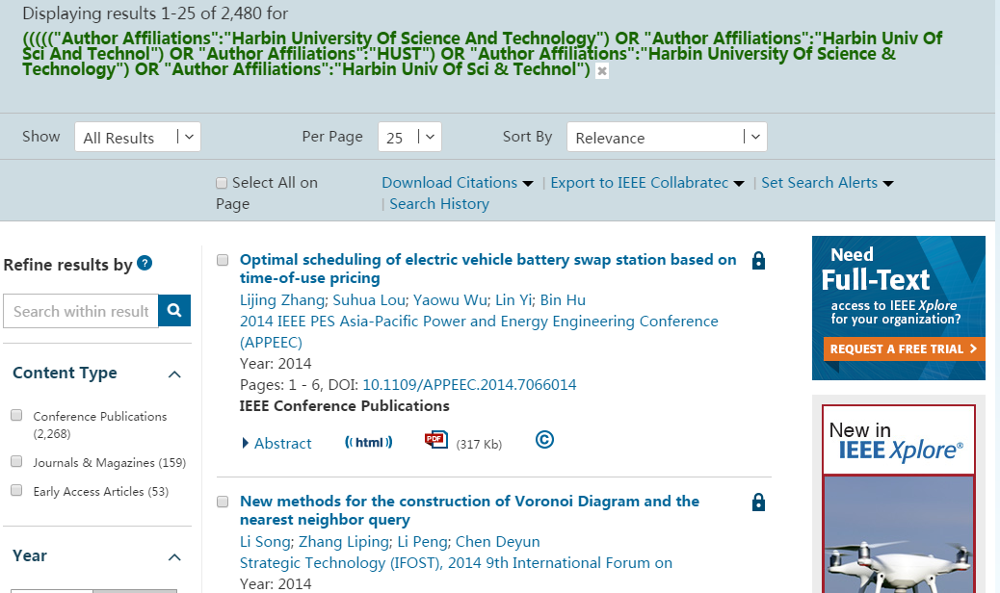 Displaying results 1-25 of 2,480 for
((((("Author Affiliations":"Harbin University Of Science And Technology") OR "Author Affiliations":"Harbin Univ Of
Sci And Technol") OR "Author Affiliations":"HUST") OR "Author Affiliations":"Harbin University Of Science &
Technology") OR "Author Affiliations":"Harbin Univ Of Sci & Technol")
Show All Results Per Page 25 Sort By Relevance
Select All on
Page
Download Citations | Export to IEEE Collabratec | Set Search Alerts
| Search History
Refine results by ?
Search within result
Content Type
Conference Publications
(2,268)
Journals & Magazines (159)
Early Access Articles (53)
Year
Optimal scheduling of electric vehicle battery swap station based on
time-of-use pricing
Lijing Zhang; Suhua Lou; Yaowu Wu; Lin Yi; Bin Hu
2014 IEEE PES Asia-Pacific Power and Energy Engineering Conference
(APPEEC)
Year: 2014
Pages: 1 - 6, DOI: 10.1109/APPEEC.2014.7066014
IEEE Conference Publications
Abstract ((html)) PDF (317 Kb) ©
New methods for the construction of Voronoi Diagram and the
nearest neighbor query
Li Song; Zhang Liping; Li Peng; Chen Deyun
Strategic Technology (IFOST), 2014 9th International Forum on
Year: 2014
Need
Full-Text
access to IEEE Xplore
for your organization?
REQUEST A FREE TRIAL >
New in
IEEE Xplore®